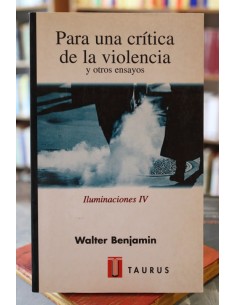 Para una crítica
de la violencia
y otros ensayos
Iluminaciones IV
Walter Benjamin
TAURUS